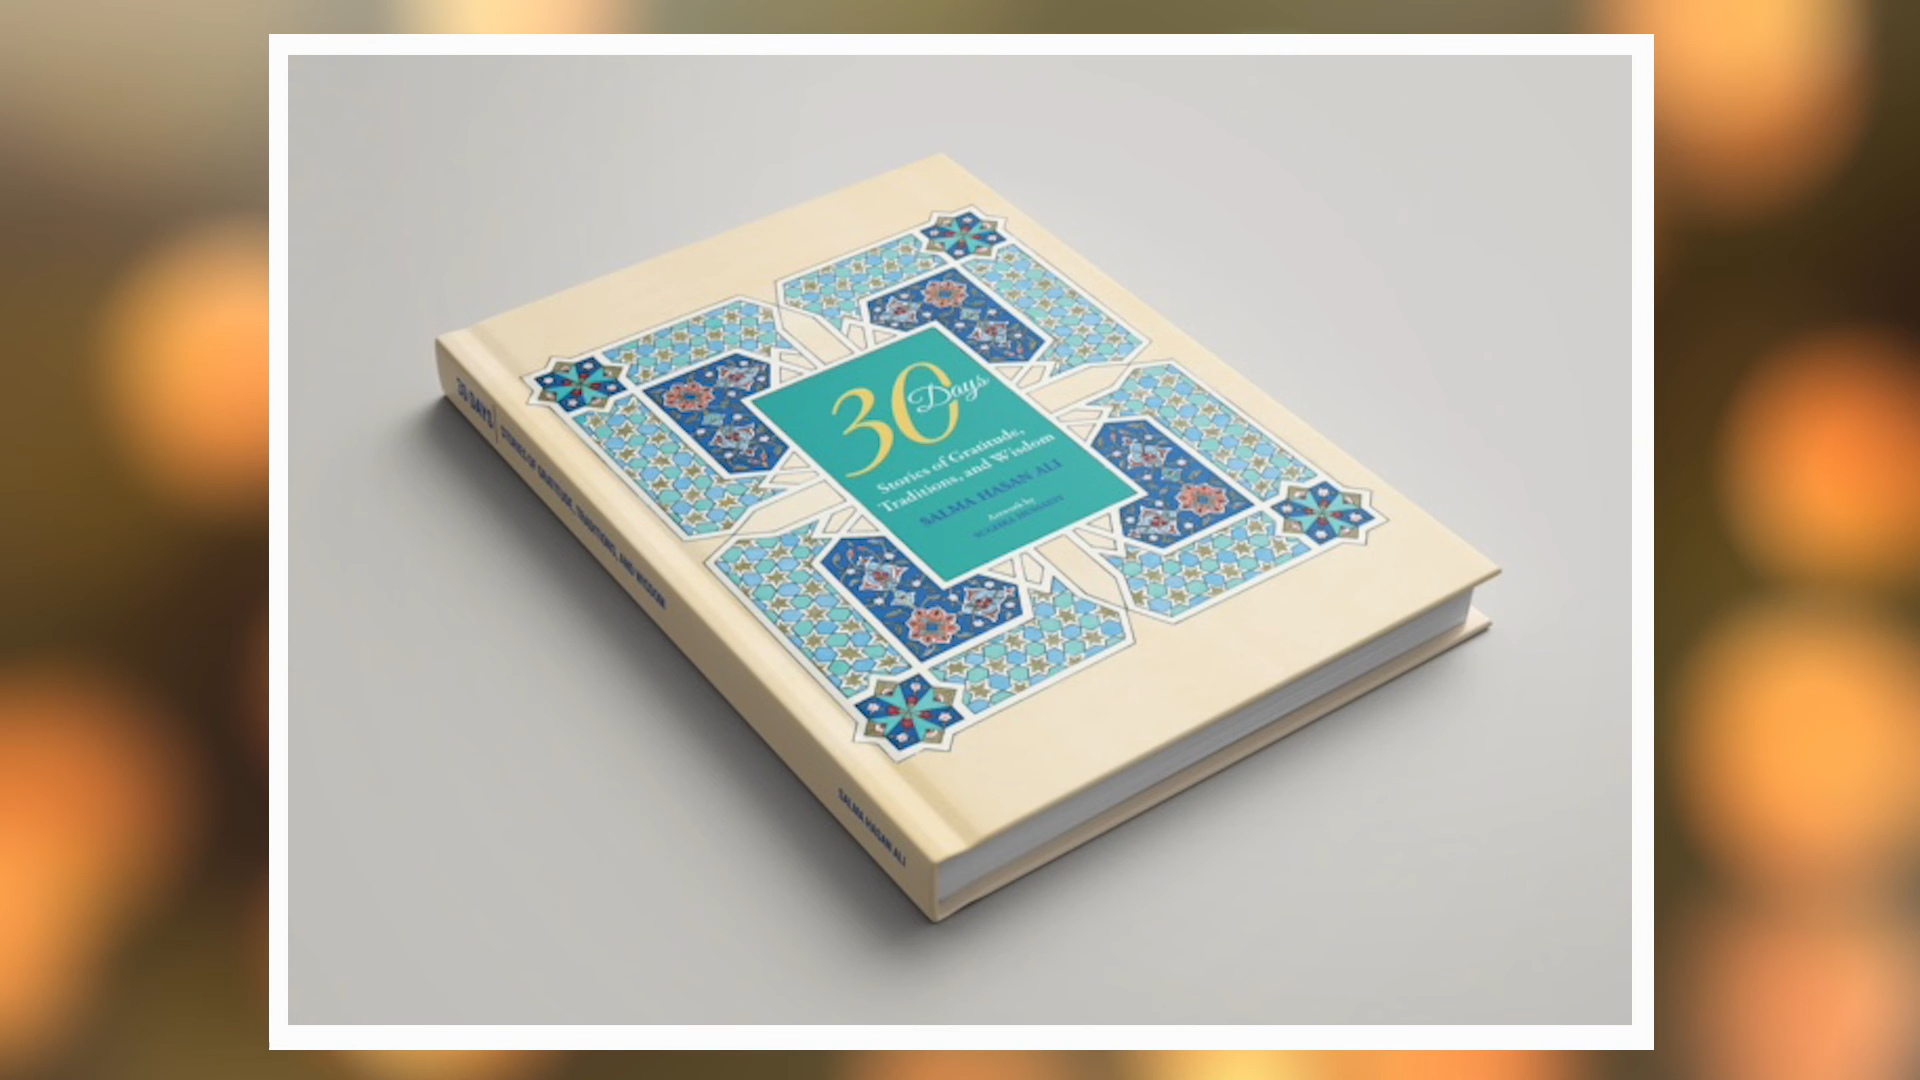 30
Days
Stories of Gratitude,
Traditions, and Wisdom
SALMA HASAN ALI
Artwork by
30 DAYS | STORIES OF GRATITUDE, TRADITIONS, AND WISDOM
SALMA HASAN ALI